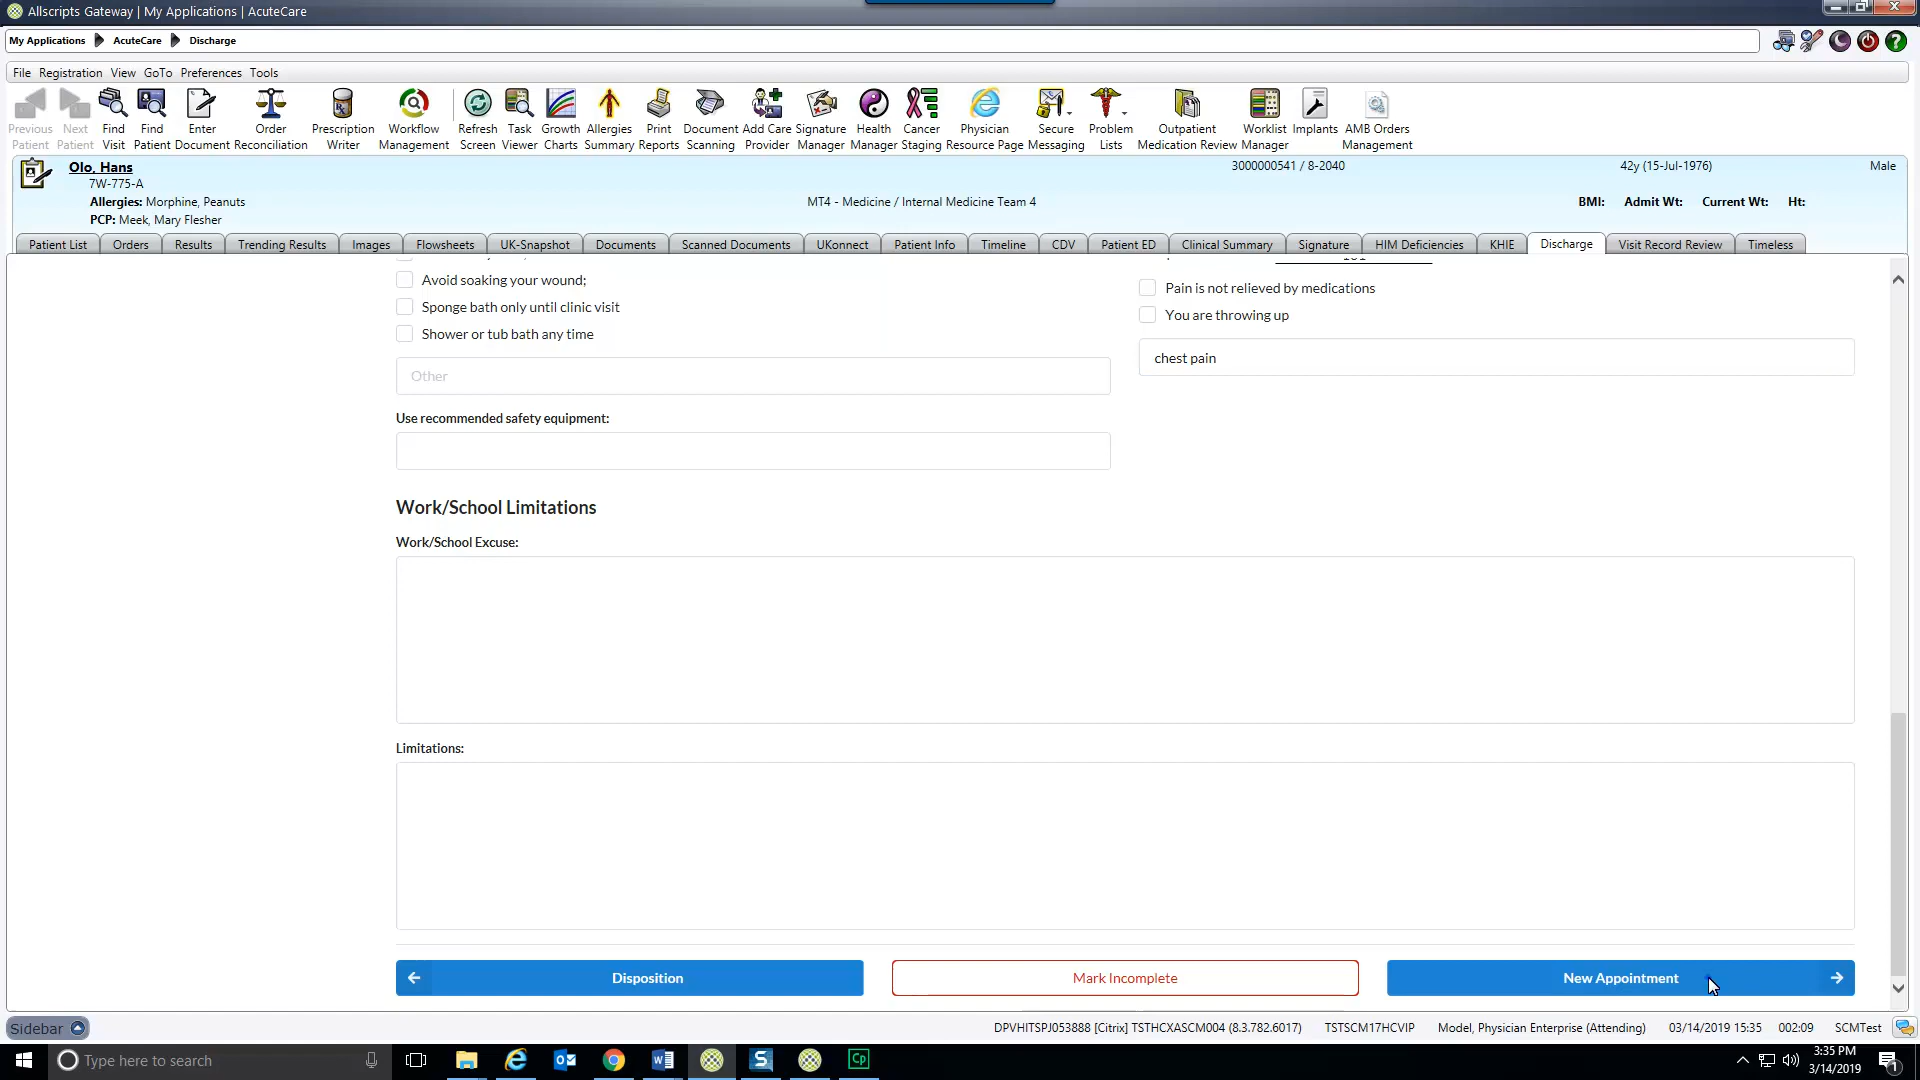 Allscripts Gateway | My Applications | AcuteCare
My Applications AcuteCare Discharge
File Registration View GoTo Preferences Tools
Previous Patient
Next Patient
Find Visit
Find Patient
Enter Document
Order Reconciliation
Prescription Writer
Workflow Management
Refresh Screen
Task Viewer
Growth Charts
Allergies Summary
Print Reports
Document Scanning
Add Care Provider
Signature Manager
Health Manager
Cancer Staging
Physician Resource Page
Secure Messaging
Problem Lists
Outpatient Medication Review
Worklist Manager
Implants
AMB Orders Management
Olo, Hans 3000000541 / 8-2040 42y (15-Jul-1976) Male
7W-775-A
Allergies: Morphine, Peanuts MT4 - Medicine / Internal Medicine Team 4 BMI: Admit Wt: Current Wt: Ht:
PCP: Meek, Mary Flesher
Patient List Orders Results Trending Results Images Flowsheets UK-Snapshot Documents Scanned Documents UKonnect Patient Info Timeline CDV Patient ED Clinical Summary Signature HIM Deficiencies KHIE Discharge Visit Record Review Timeless
Avoid soaking your wound;
Sponge bath only until clinic visit
Shower or tub bath any time
Other
Use recommended safety equipment:
Pain is not relieved by medications
You are throwing up
chest pain
Work/School Limitations
Work/School Excuse:
Limitations:
Disposition Mark Incomplete New Appointment
Sidebar DPVHITSPJ053888 [Citrix] TSTHCXASCM004 (8.3.782.6017) TSTSCM17HCVIP Model, Physician Enterprise (Attending) 03/14/2019 15:35 002:09 SCMTest
Type here to search
3:35 PM
3/14/2019